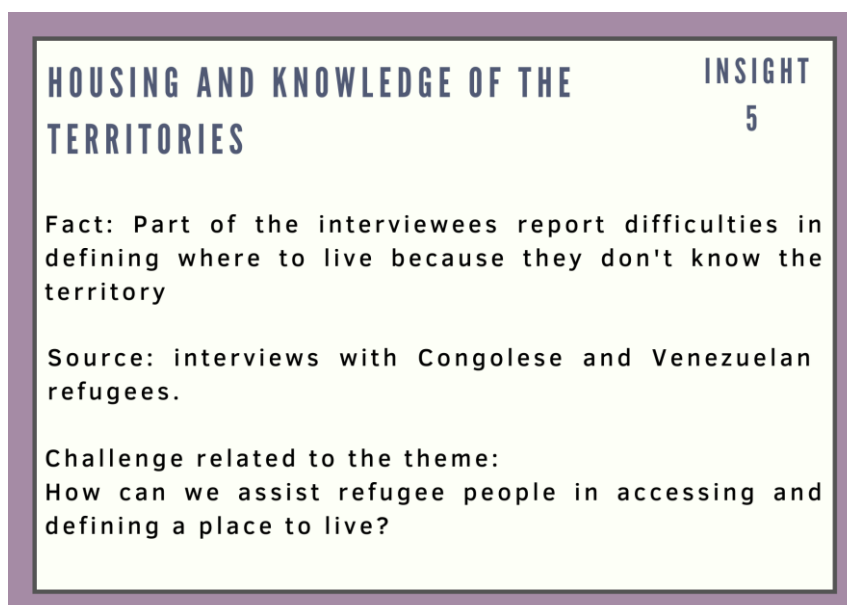 HOUSING AND KNOWLEDGE OF THE
TERRITORIES
INSIGHT
5
Fact: Part of the interviewees report difficulties in
defining where to live because they don't know the
territory
Source: interviews with Congolese and Venezuelan
refugees.
Challenge related to the theme:
How can we assist refugee people in accessing and
defining a place to live?